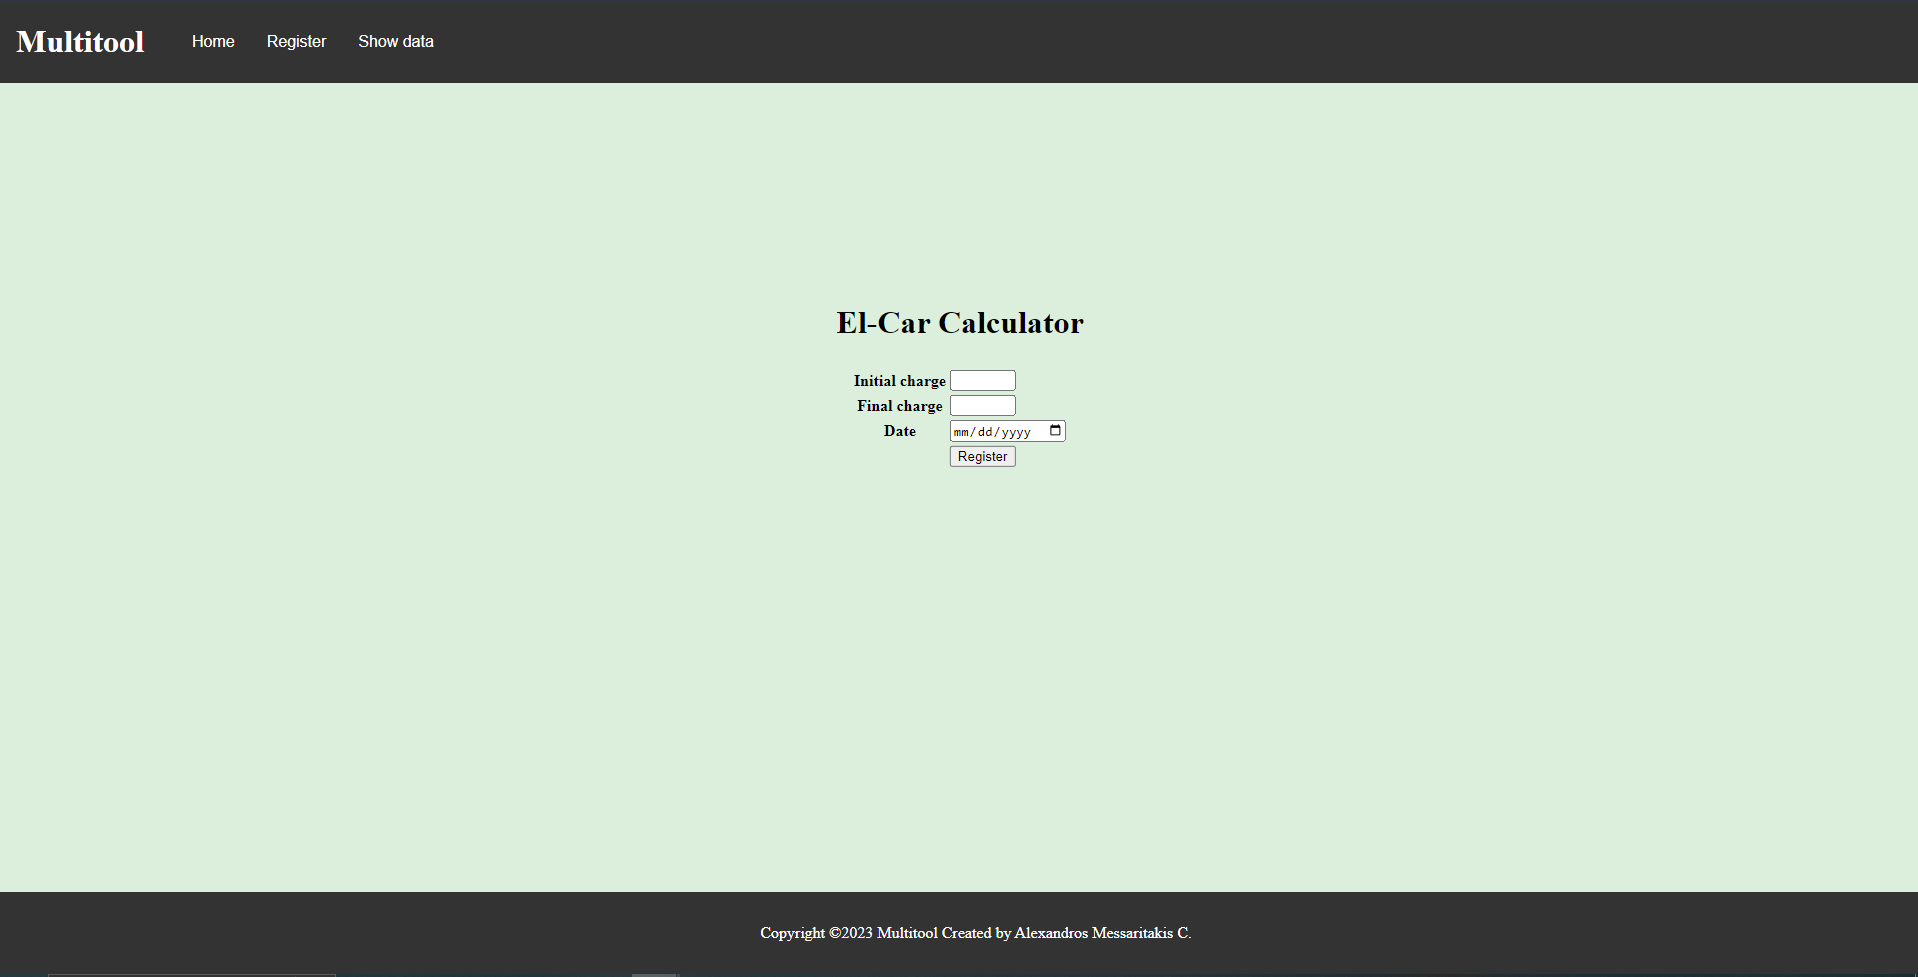 Multitool Home Register Show data
El-Car Calculator
Initial charge
Final charge
Date mm/dd/yyyy
Register
Copyright ©2023 Multitool Created by Alexandros Messaritakis C.